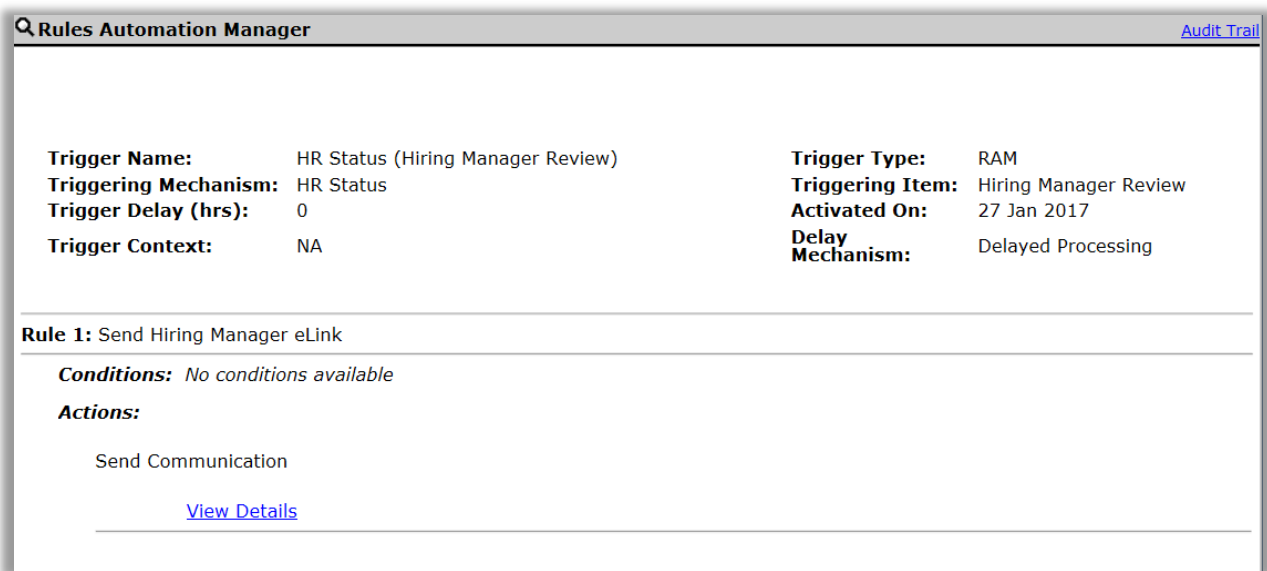 Rules Automation Manager Audit Trail
Trigger Name: HR Status (Hiring Manager Review) Trigger Type: RAM
Triggering Mechanism: HR Status Triggering Item: Hiring Manager Review
Trigger Delay (hrs): 0 Activated On: 27 Jan 2017
Trigger Context: NA Delay Mechanism: Delayed Processing
Rule 1: Send Hiring Manager eLink
Conditions: No conditions available
Actions:
Send Communication
View Details